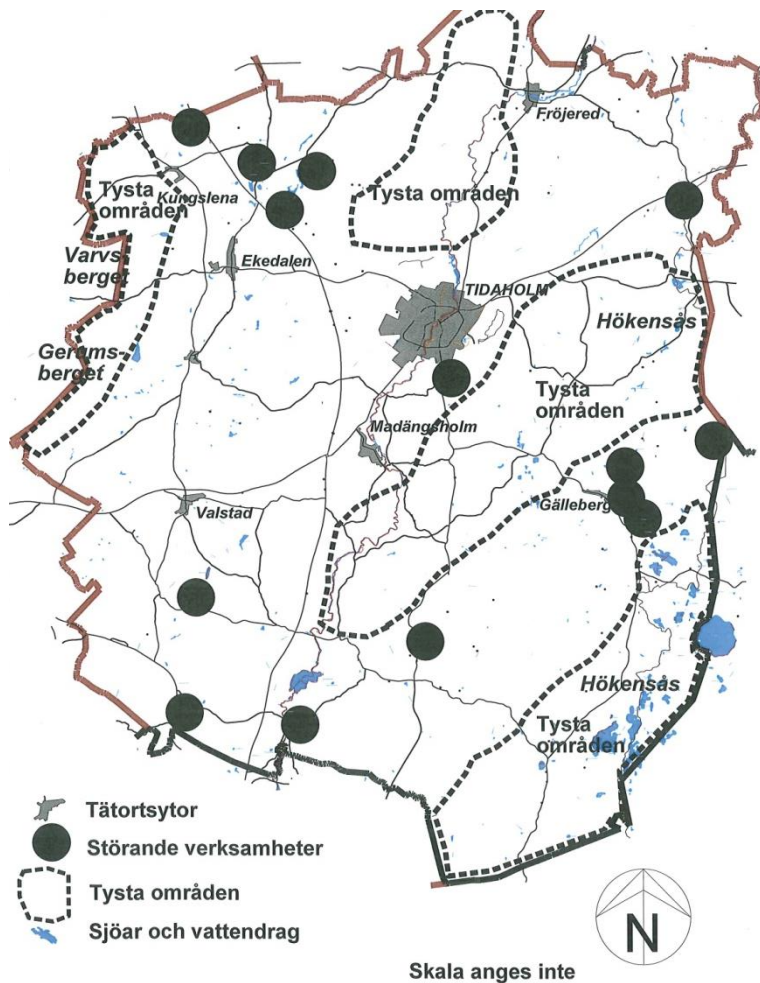 Fröjered
Tysta
områden
Kungslena
Tysta områden
Varvs-
berget
Ekedalen
TIDAHOLM
Hökensås
Gerums-
berget
Tysta
områden
Madängsholm
Valstad
Gälleberg
Hökensås
Tysta
områden
Tätortsytor
Störande verksamheter
Tysta områden
Sjöar och vattendrag
N
Skala anges inte